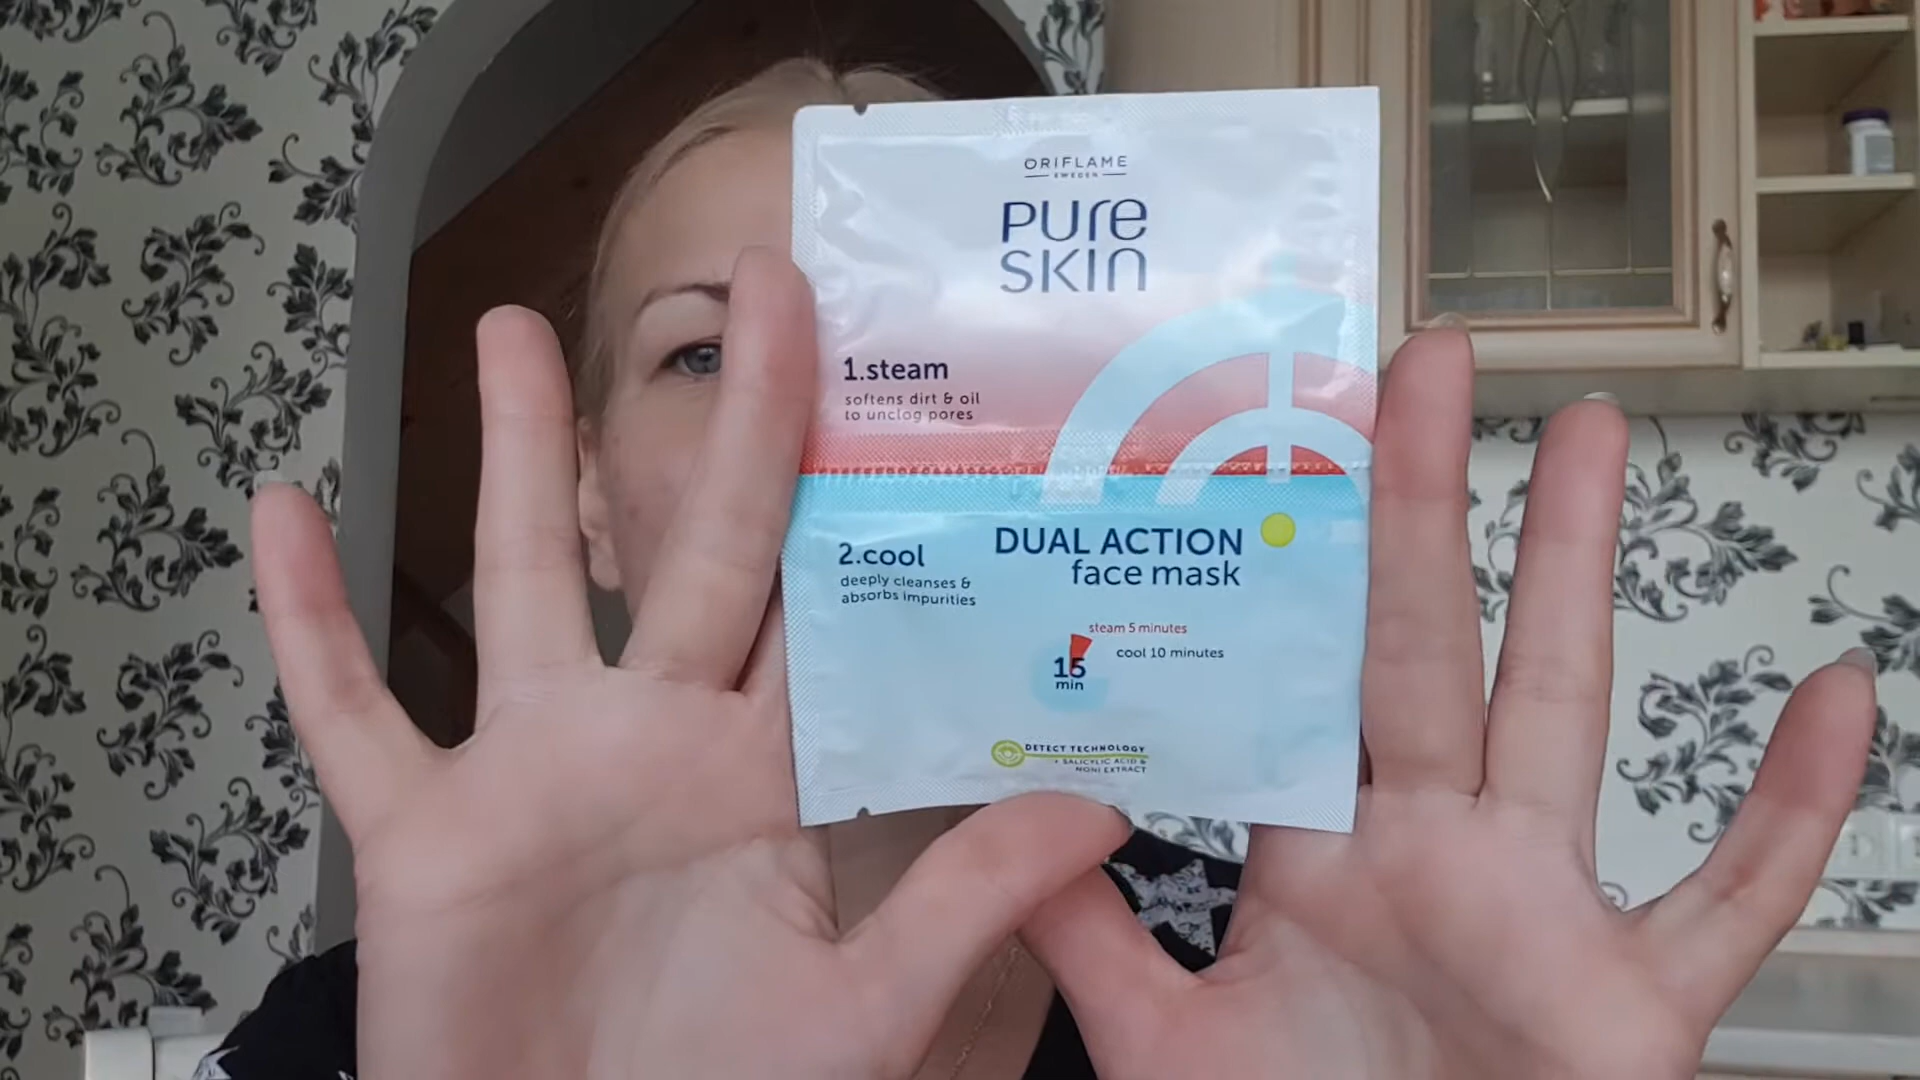 ORIFLAME
SWEDEN
PURE
SKIN
1.steam
softens dirt & oil
to unclog pores
DUAL ACTION
face mask
2.cool
deeply cleanses &
absorbs impurities
steam 5 minutes
cool 10 minutes
15
min
DETECT TECHNOLOGY
+ SALICYLIC ACID &
NONI EXTRACT